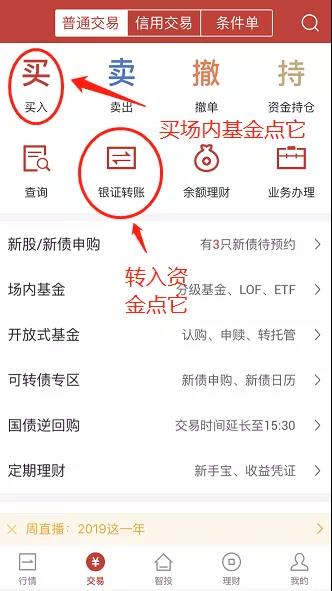 普通交易 信用交易 条件单
买 卖 撤 持
买入 卖出 撤单 资金持仓
买场内基金点它
查询 银证转账 余额理财 业务办理
新股/新债申购 有3只新债待预约
转入资
金点它
场内基金 分级基金、LOF、ETF
开放式基金 认购、申赎、转托管
可转债专区 新债申购、新债日历
国债逆回购 交易时间延长至15:30
定期理财 新手宝、收益凭证
周直播：2019这一年
行情 交易 智投 理财 我的